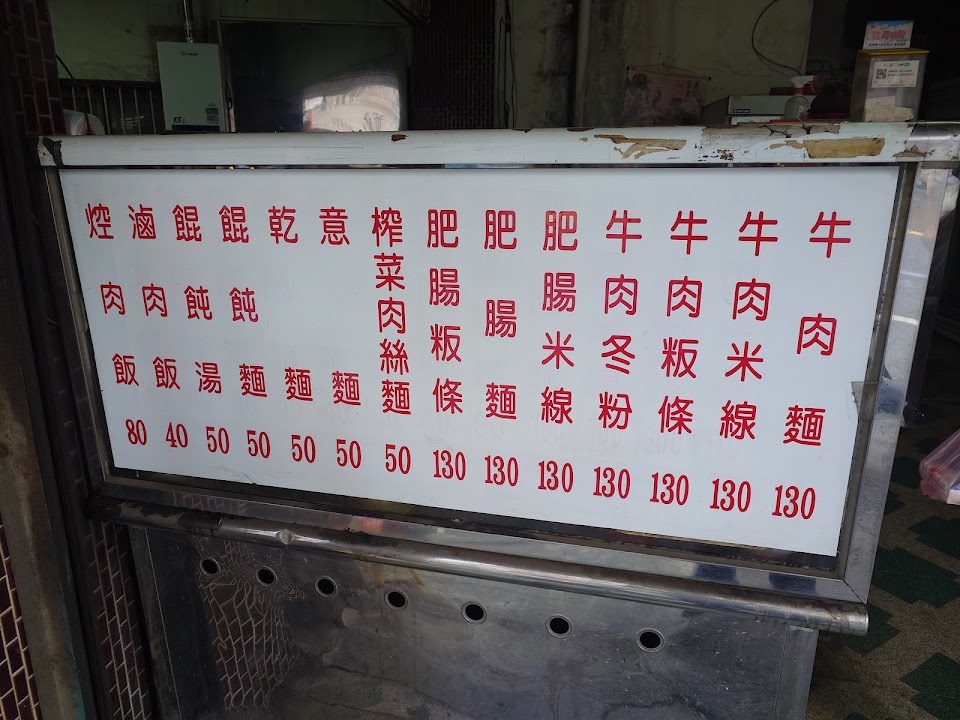 牛肉麵 130
牛肉米線 130
牛肉粄條 130
牛肉冬粉 130
肥腸米線 130
肥腸麵 130
肥腸粄條 130
榨菜肉絲麵 50
意麵 50
乾麵 50
餛飩麵 50
餛飩湯 50
滷肉飯 40
焢肉飯 80